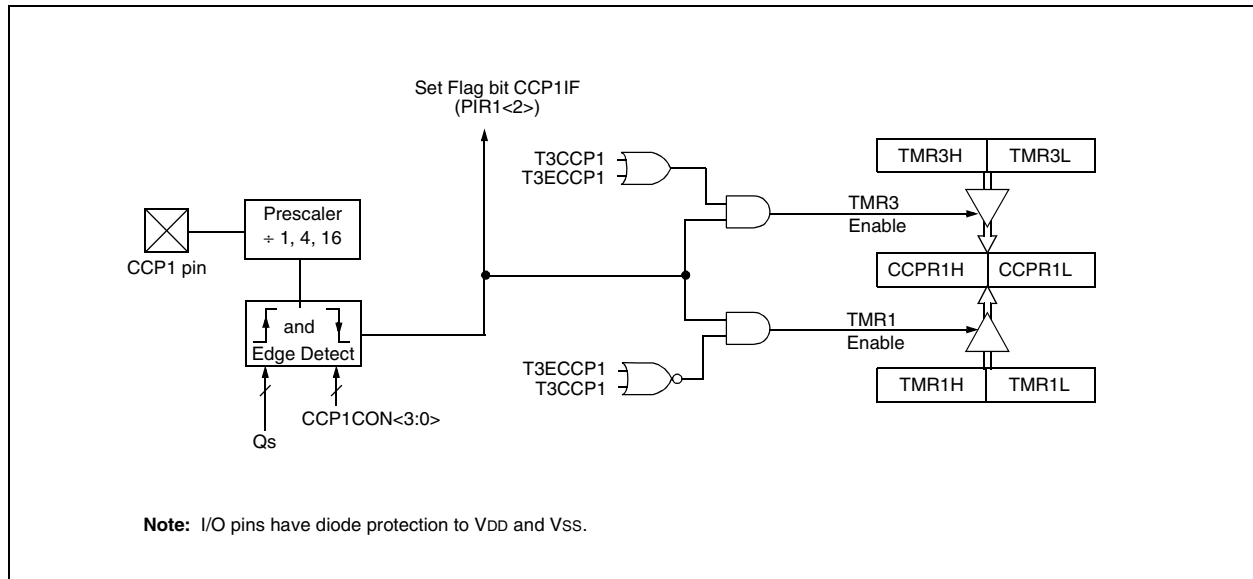 Set Flag bit CCP1IF
(PIR1<2>)
T3CCP1
T3ECCP1
TMR3H TMR3L
Prescaler
÷ 1, 4, 16
TMR3
Enable
CCP1 pin
CCPR1H CCPR1L
and
Edge Detect
TMR1
Enable
T3ECCP1
T3CCP1
TMR1H TMR1L
CCP1CON<3:0>
Qs
Note: I/O pins have diode protection to VDD and VSS.